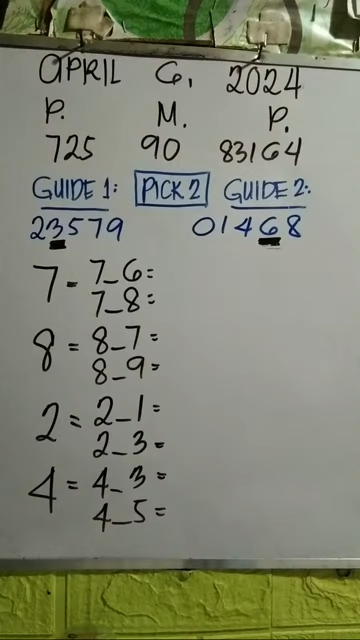 APRIL 6, 2024
P. M. P.
725 90 83164
GUIDE 1: PICK 2 GUIDE 2:
23579 01468
7 = 7_6=
7_8=
8 = 8_7=
8_9=
2 = 2_1=
2_3=
4 = 4_3=
4_5=